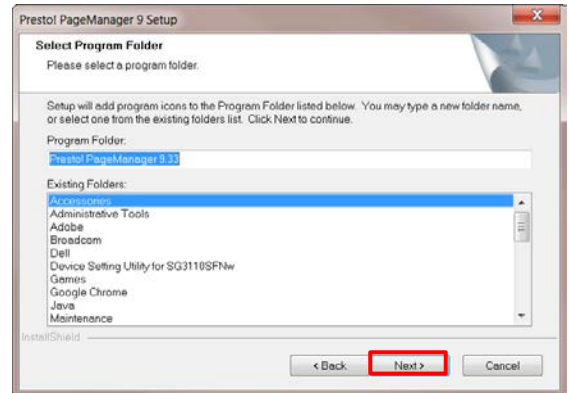 Presto! PageManager 9 Setup
Select Program Folder
Please select a program folder.
Setup will add program icons to the Program Folder listed below. You may type a new folder name,
or select one from the existing folders list. Click Next to continue.
Program Folder:
Presto! PageManager 9.33
Existing Folders:
Accessories
Administrative Tools
Adobe
Broadcom
Dell
Device Setting Utility for SG3110SFNw
Games
Google Chrome
Java
Maintenance
InstallShield
< Back Next > Cancel